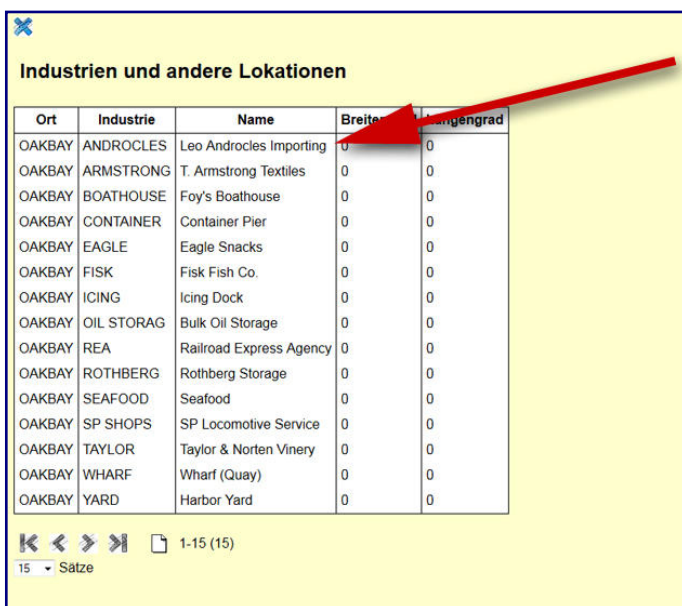 Industrien und andere Lokationen
Ort Industrie Name
OAKBAY ANDROCLES Leo Androcles Importing 0 0
OAKBAY ARMSTRONG T. Armstrong Textiles 0 0
OAKBAY BOATHOUSE Foy's Boathouse 0 0
OAKBAY CONTAINER Container Pier 0 0
OAKBAY EAGLE Eagle Snacks 0 0
OAKBAY FISK Fisk Fish Co. 0 0
OAKBAY ICING Icing Dock 0 0
OAKBAY OIL STORAG Bulk Oil Storage 0 0
OAKBAY REA Railroad Express Agency 0 0
OAKBAY ROTHBERG Rothberg Storage 0 0
OAKBAY SEAFOOD Seafood 0 0
OAKBAY SP SHOPS SP Locomotive Service 0 0
OAKBAY TAYLOR Taylor & Norten Vinery 0 0
OAKBAY WHARF Wharf (Quay) 0 0
OAKBAY YARD Harbor Yard 0 0
1-15 (15)
15 Sätze